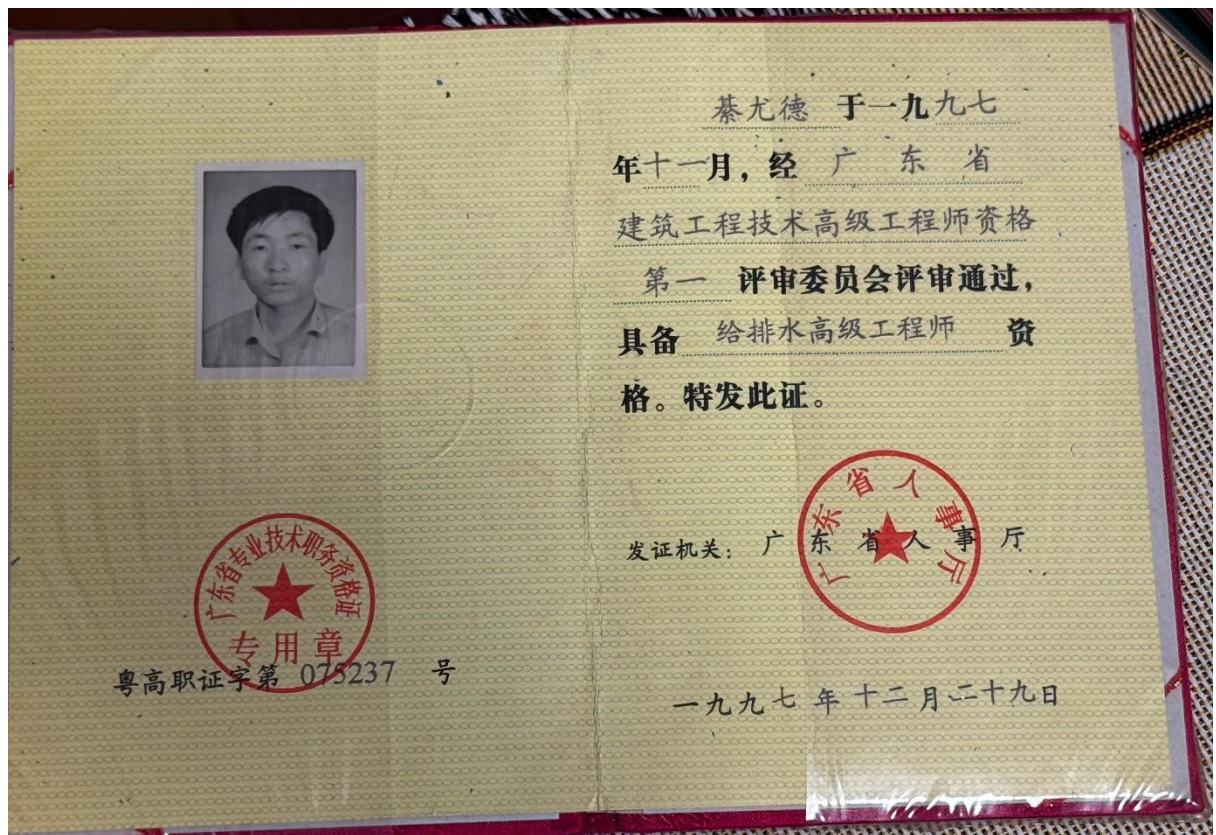 广东省专业技术职务资格证
专用章
粤高职证字第 075237 号
綦尤德 于一九九七
年十一月，经 广东省
建筑工程技术高级工程师资格
第一 评审委员会评审通过，
具备 给排水高级工程师 资
格。特发此证。
广东省人事厅
发证机关：广东省人事厅
一九九七年十二月二十九日